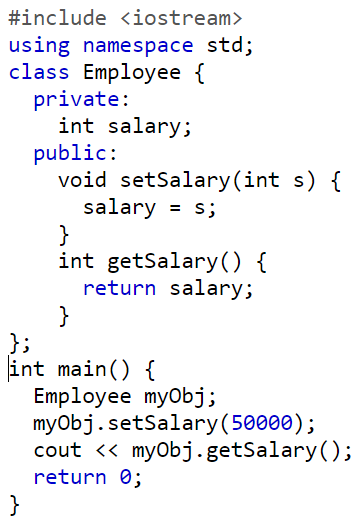 #include <iostream>
using namespace std;
class Employee {
  private:
    int salary;
  public:
    void setSalary(int s) {
      salary = s;
    }
    int getSalary() {
      return salary;
    }
};
int main() {
  Employee myObj;
  myObj.setSalary(50000);
  cout << myObj.getSalary();
  return 0;
}